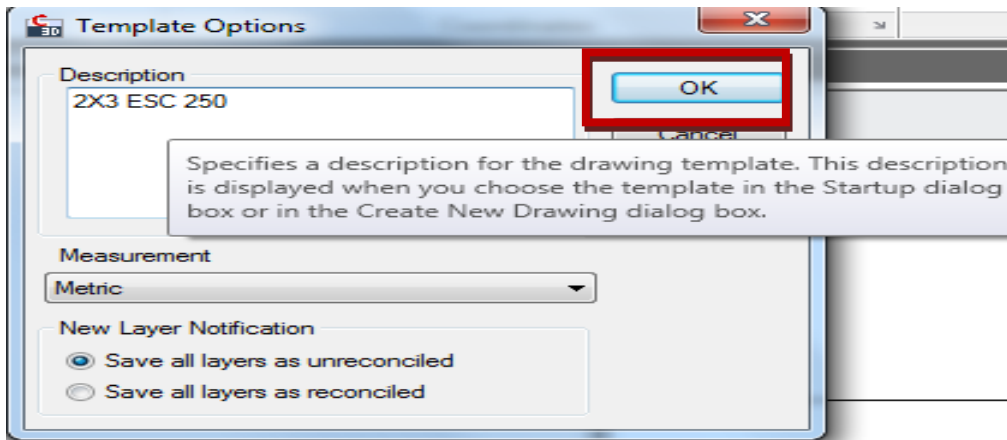 C3D Template Options
Description
2X3 ESC 250
OK
Cancel
Specifies a description for the drawing template. This description
is displayed when you choose the template in the Startup dialog
box or in the Create New Drawing dialog box.
Measurement
Metric
New Layer Notification
Save all layers as unreconciled
Save all layers as reconciled